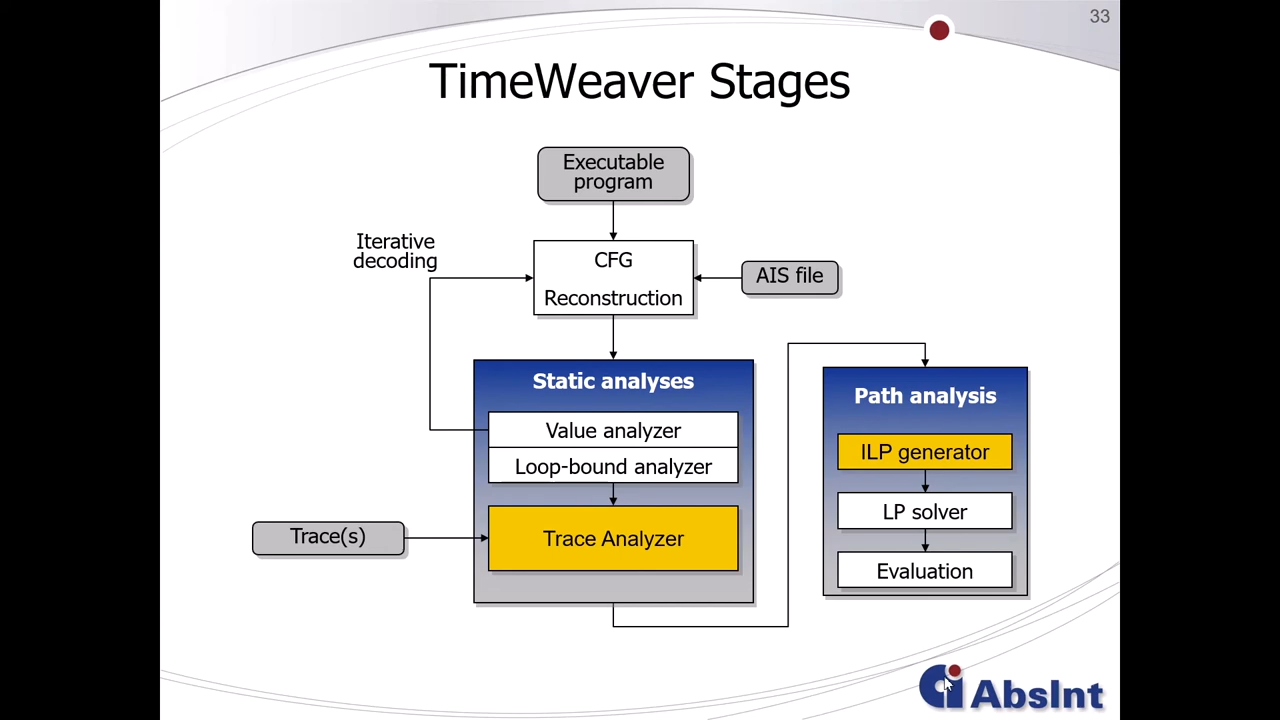 33
TimeWeaver Stages
Executable
program
Iterative
decoding
CFG
Reconstruction
AIS file
Static analyses
Value analyzer
Loop-bound analyzer
Trace(s)
Trace Analyzer
Path analysis
ILP generator
LP solver
Evaluation
AbsInt